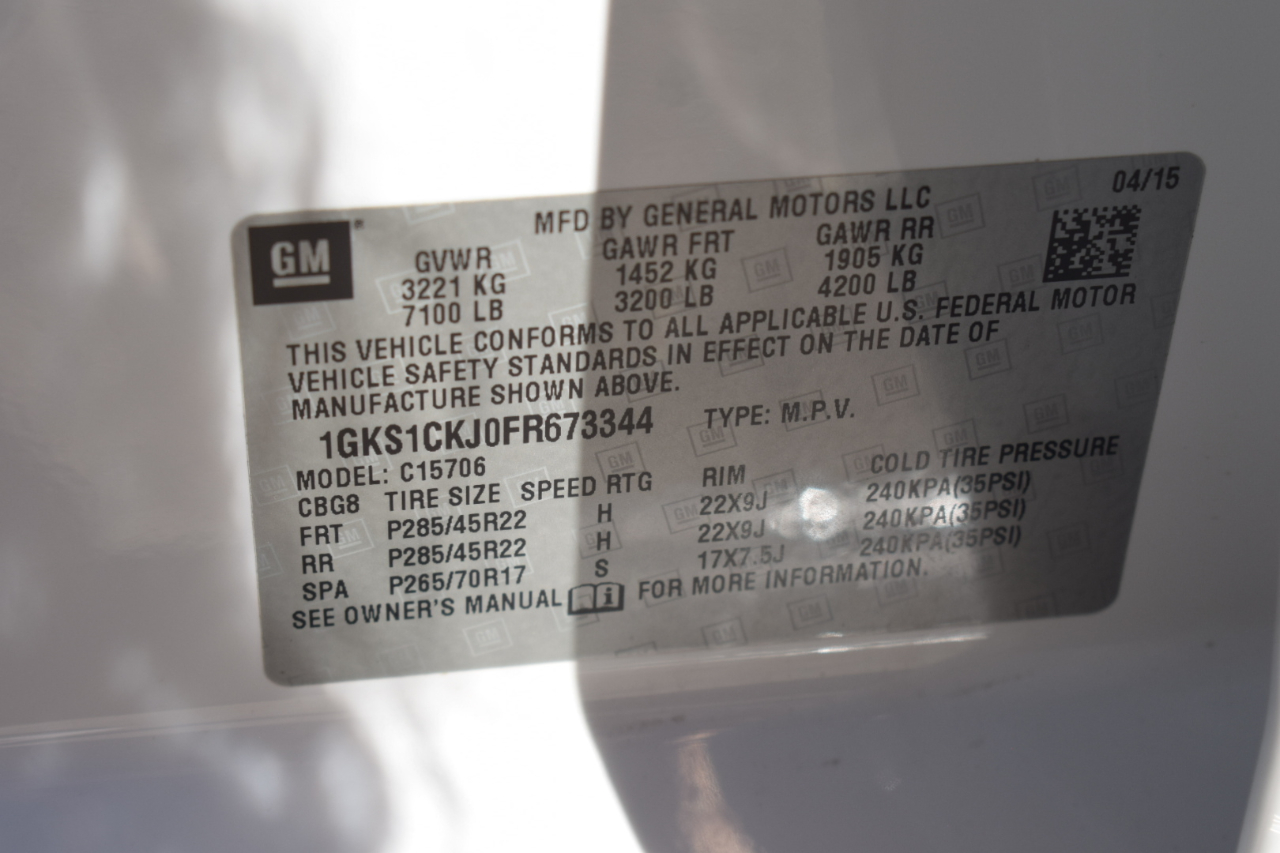 GM
04/15
MFD BY GENERAL MOTORS LLC
GVWR GAWR FRT GAWR RR
3221 KG 1452 KG 1905 KG
7100 LB 3200 LB 4200 LB
THIS VEHICLE CONFORMS TO ALL APPLICABLE U.S. FEDERAL MOTOR
VEHICLE SAFETY STANDARDS IN EFFECT ON THE DATE OF
MANUFACTURE SHOWN ABOVE.
1GKS1CKJ0FR673344 TYPE: M.P.V.
MODEL: C15706
CBG8 TIRE SIZE SPEED RTG RIM COLD TIRE PRESSURE
FRT P285/45R22 H 22X9J 240KPA(35PSI)
RR P285/45R22 H 22X9J 240KPA(35PSI)
SPA P265/70R17 S 17X7.5J 240KPA(35PSI)
SEE OWNER'S MANUAL i FOR MORE INFORMATION.